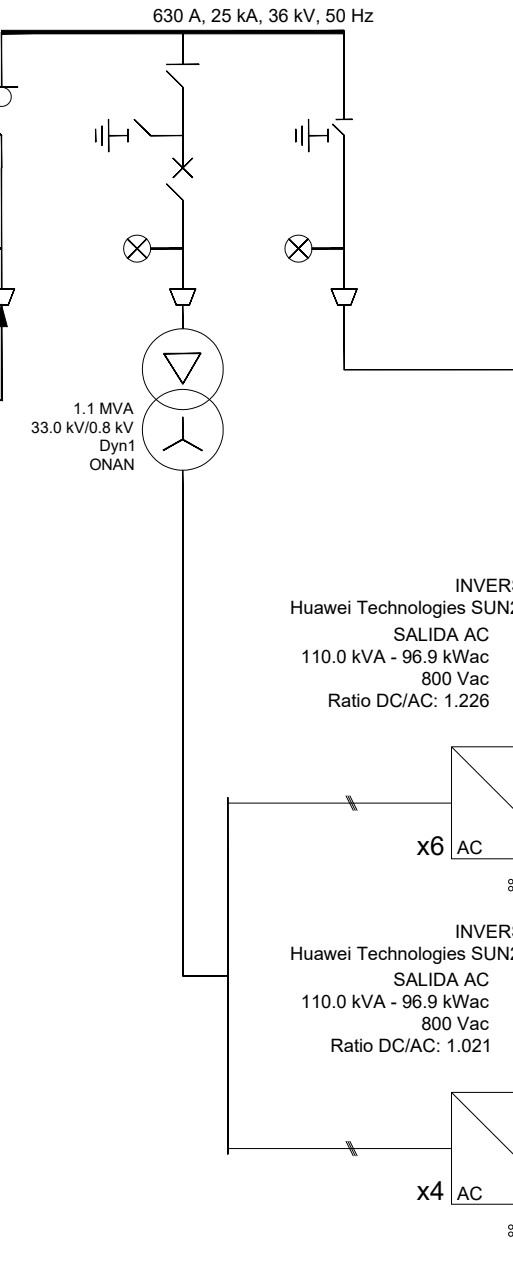 630 A, 25 kA, 36 kV, 50 Hz
1.1 MVA
33.0 kV/0.8 kV
Dyn1
ONAN
Huawei Technologies
SALIDA AC
110.0 kVA - 96.9 kWac
800 Vac
Ratio DC/AC: 1.226
x6
AC
Huawei Technologies
SALIDA AC
110.0 kVA - 96.9 kWac
800 Vac
Ratio DC/AC: 1.021
x4
AC